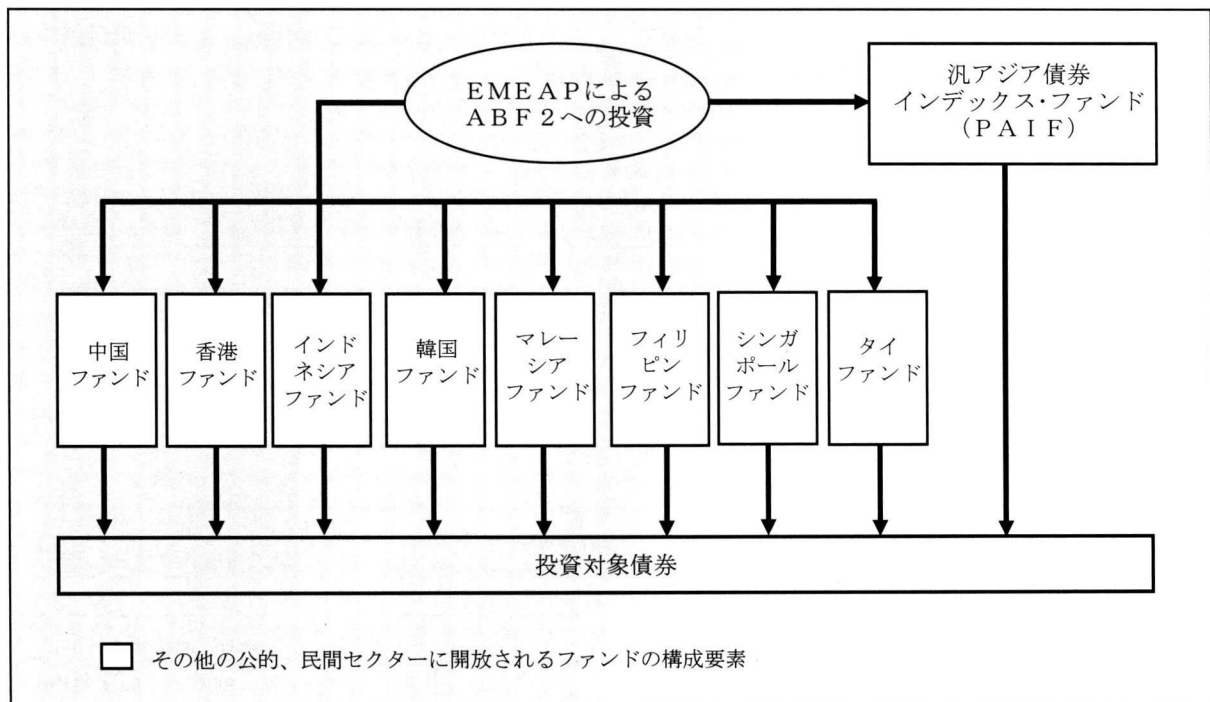 EMEAPによる
ABF2への投資
汎アジア債券
インデックス・ファンド
(PAIF)
中国
ファンド
香港
ファンド
インド
ネシア
ファンド
韓国
ファンド
マレー
シア
ファンド
フィリ
ピン
ファンド
シンガ
ポール
ファンド
タイ
ファンド
投資対象債券
その他の公的、民間セクターに開放されるファンドの構成要素